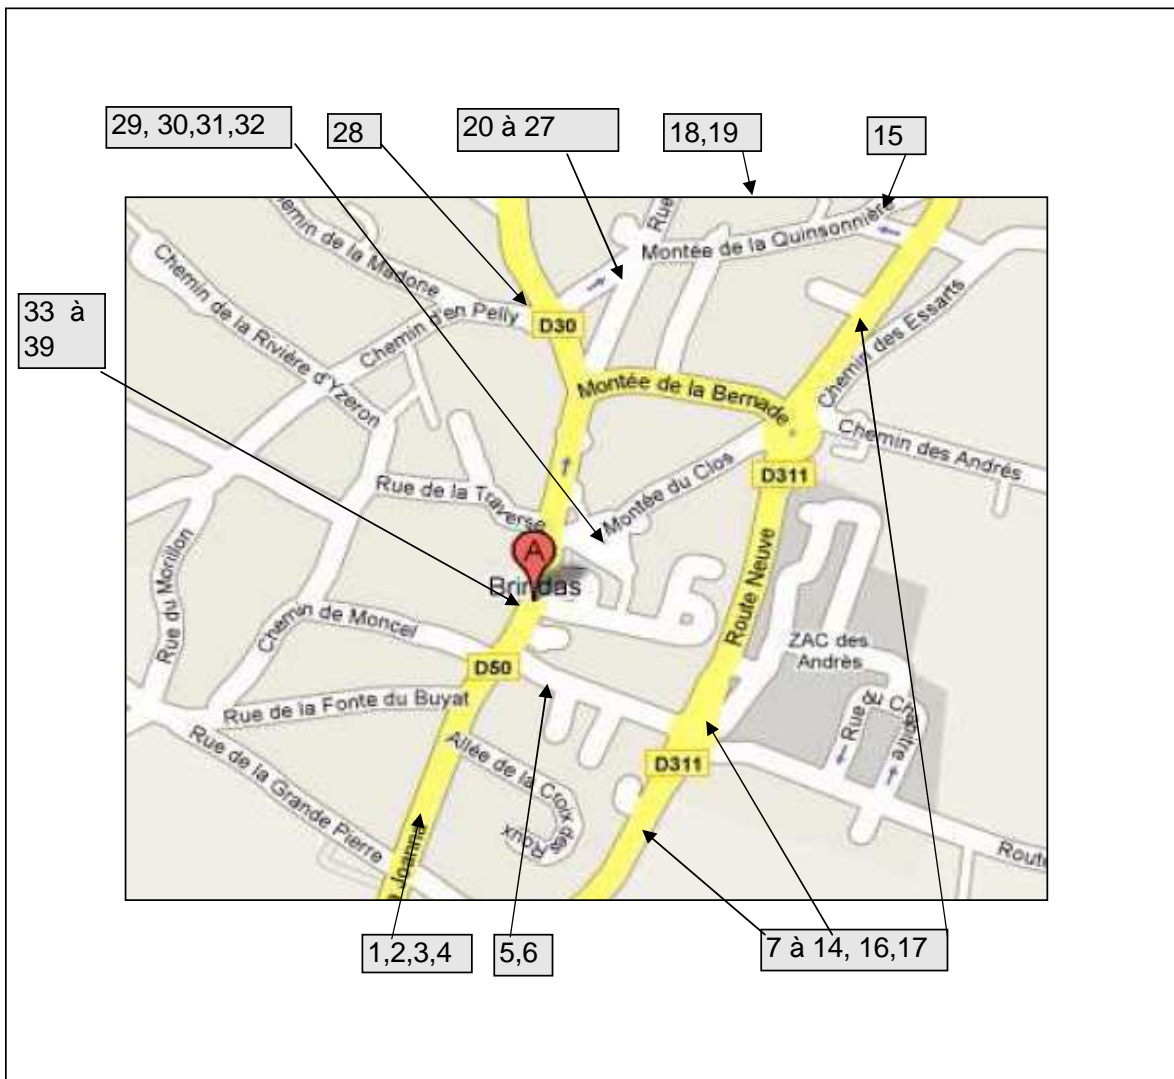 29, 30,31,32
28
20 à 27
18,19
15
33 à
39
emin de la Madone
Rue
Montée de la Quinsonnière
Chemin de la Rivière d'Yzeron
Chemin d'en Pelly
D30
Chemin des Essarts
Montée de la Bernade
Chemin des Andrés
Rue de la Traverse
Montée du Clos
D311
A
Brindas
Rue du Morillon
Chemin de Moncel
Route Neuve
ZAC des
Andrès
D50
Rue de la Fonte du Buyat
Rue du Chapitre
Rue de la Grande Pierre
Allée de la Croix des
Roux
D311
Joanna
Route
1,2,3,4
5,6
7 à 14, 16,17